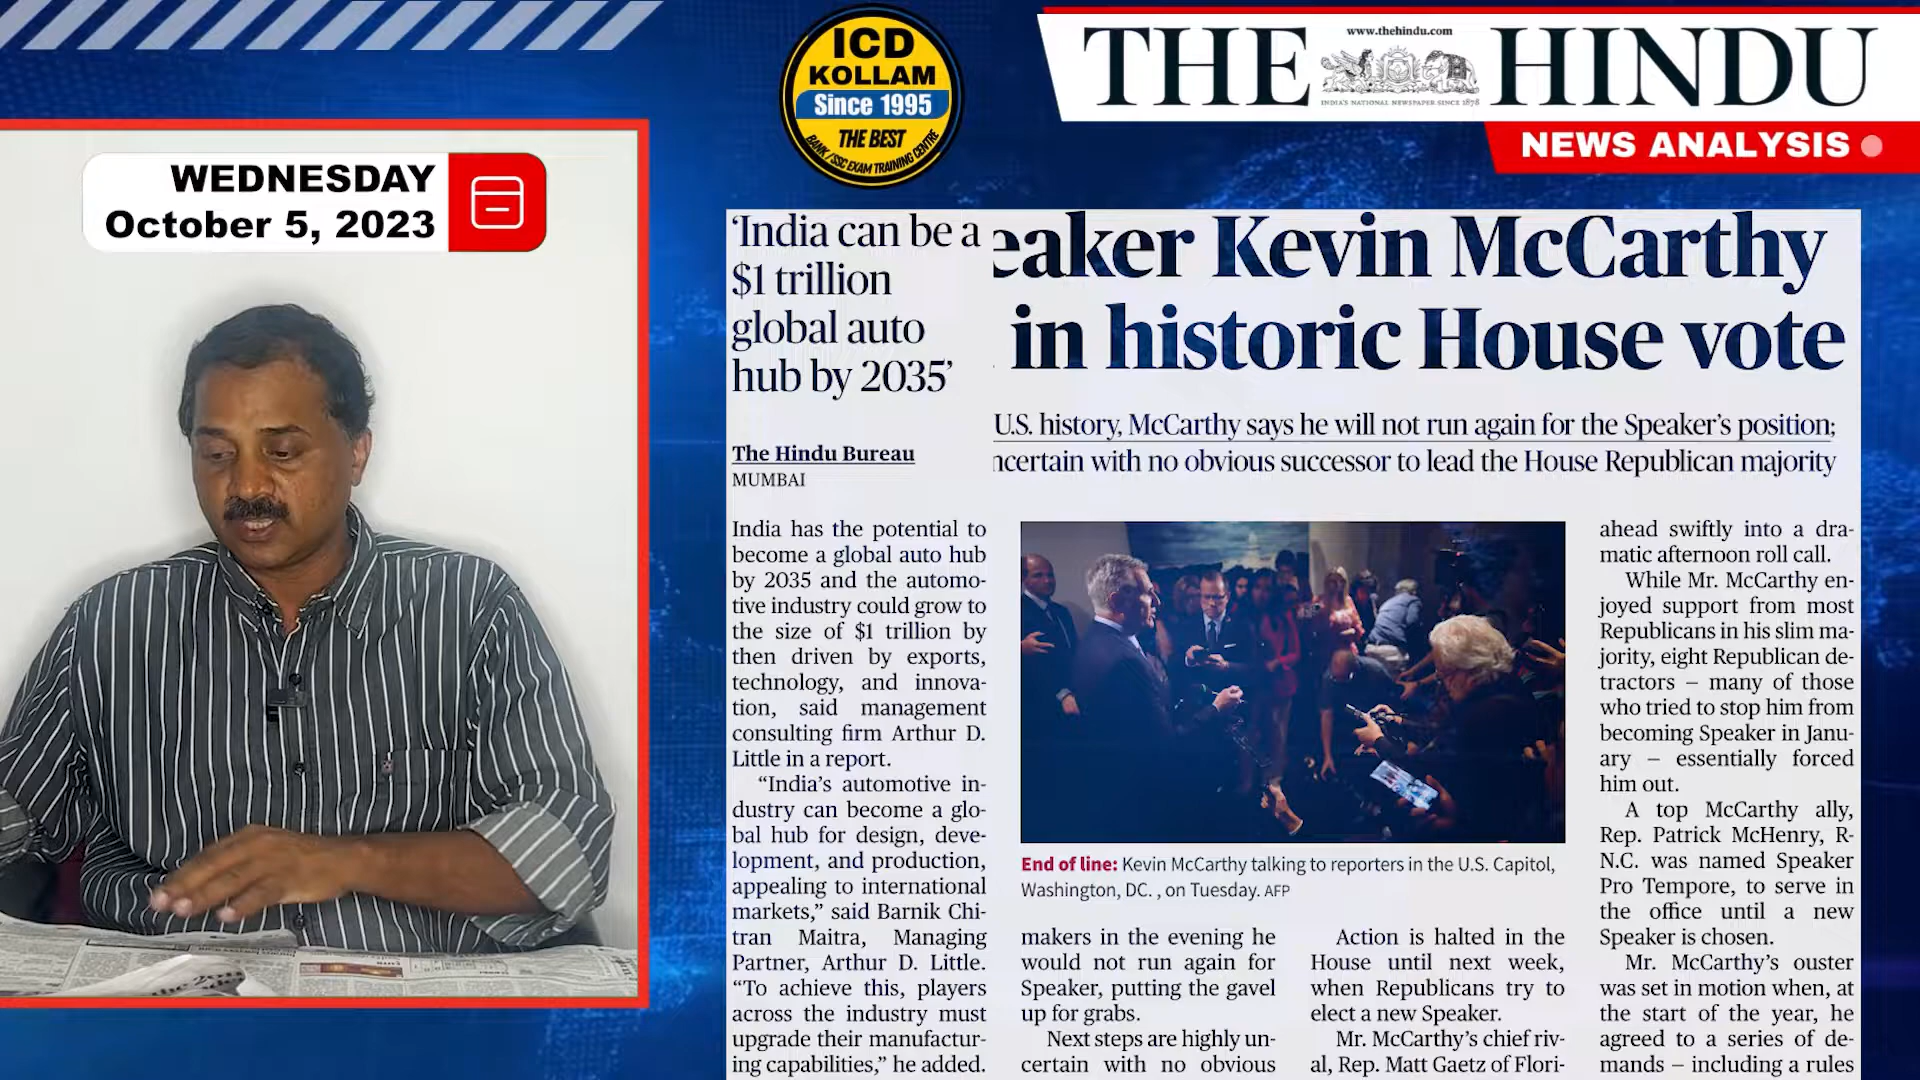 ICD
KOLLAM
Since 1995
THE BEST
BANK / SSC EXAM TRAINING CENTRE
www.thehindu.com
THE HINDU
INDIA'S NATIONAL NEWSPAPER SINCE 1878
NEWS ANALYSIS
WEDNESDAY
October 5, 2023
‘India can be a
$1 trillion
global auto
hub by 2035’
The Hindu Bureau
MUMBAI
India has the potential to
become a global auto hub
by 2035 and the automo-
tive industry could grow to
the size of $1 trillion by
then driven by exports,
technology, and innova-
tion, said management
consulting firm Arthur D.
Little in a report.
“India’s automotive in-
dustry can become a glo-
bal hub for design, deve-
lopment, and production,
appealing to international
markets,” said Barnik Chi-
tran Maitra, Managing
Partner, Arthur D. Little.
“To achieve this, players
across the industry must
upgrade their manufactur-
ing capabilities,” he added.
eaker Kevin McCarthy
in historic House vote
U.S. history, McCarthy says he will not run again for the Speaker’s position;
ncertain with no obvious successor to lead the House Republican majority
End of line: Kevin McCarthy talking to reporters in the U.S. Capitol,
Washington, DC. , on Tuesday. AFP
makers in the evening he
would not run again for
Speaker, putting the gavel
up for grabs.
Next steps are highly un-
certain with no obvious
Action is halted in the
House until next week,
when Republicans try to
elect a new Speaker.
Mr. McCarthy’s chief riv-
al, Rep. Matt Gaetz of Flori-
ahead swiftly into a dra-
matic afternoon roll call.
While Mr. McCarthy en-
joyed support from most
Republicans in his slim ma-
jority, eight Republican de-
tractors – many of those
who tried to stop him from
becoming Speaker in Janu-
ary – essentially forced
him out.
A top McCarthy ally,
Rep. Patrick McHenry, R-
N.C. was named Speaker
Pro Tempore, to serve in
the office until a new
Speaker is chosen.
Mr. McCarthy’s ouster
was set in motion when, at
the start of the year, he
agreed to a series of de-
mands – including a rules